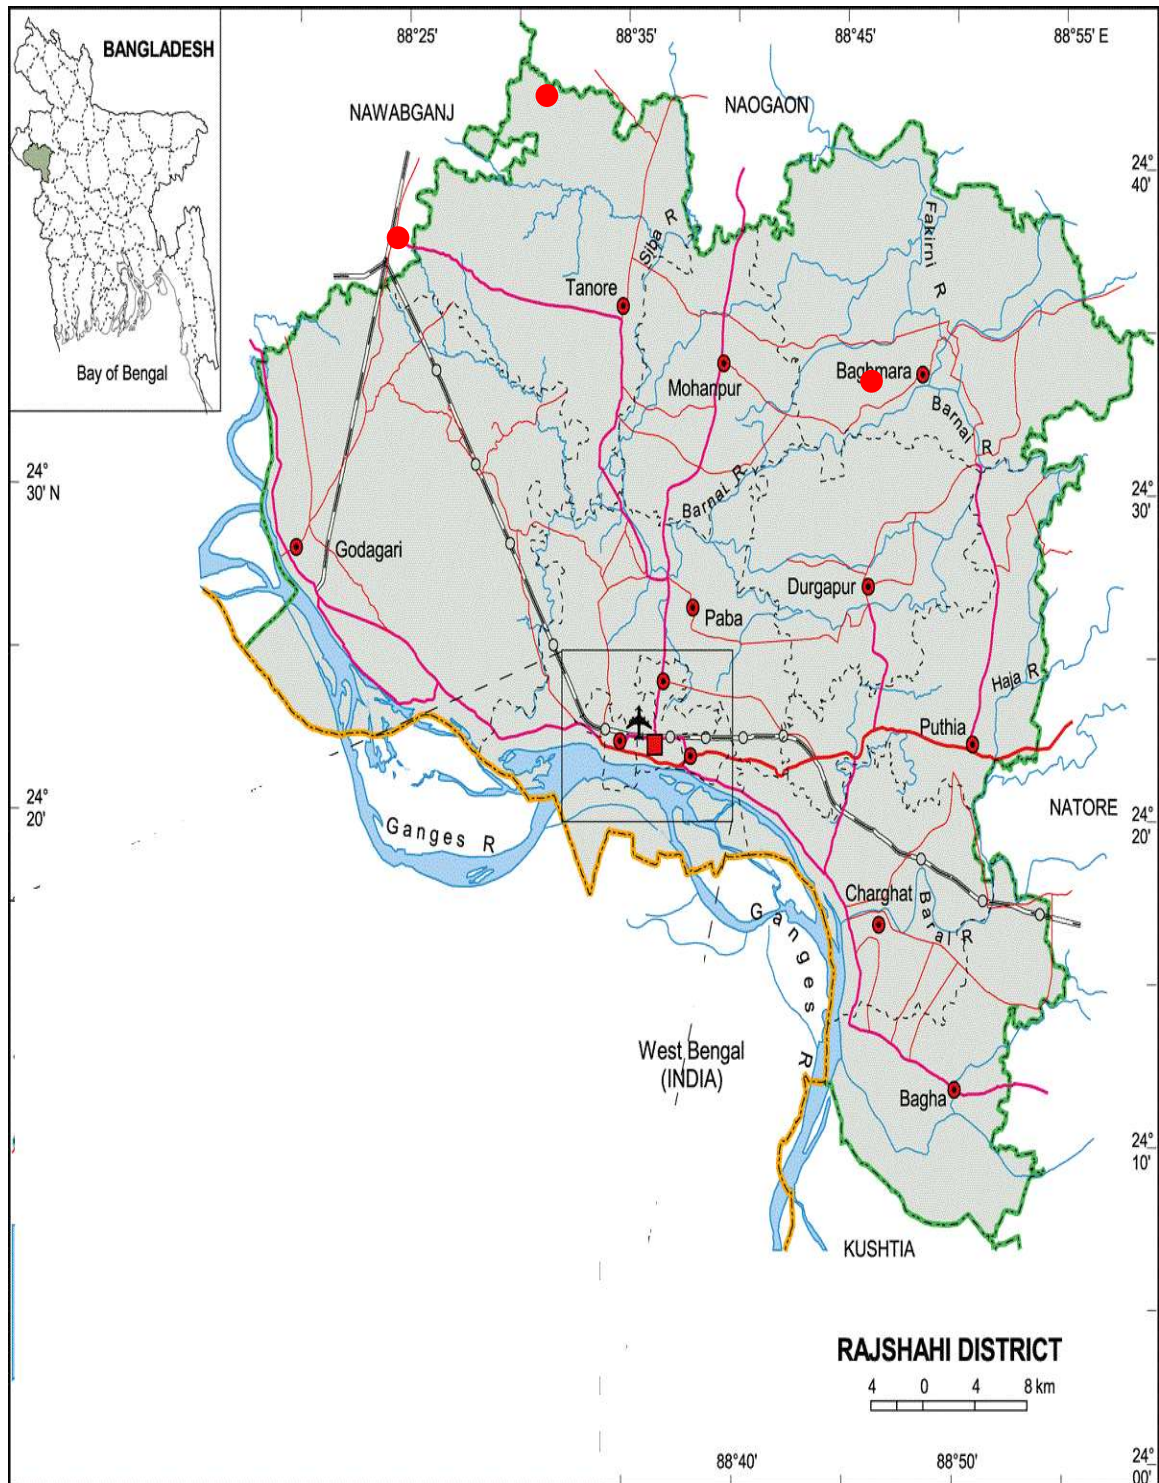 BANGLADESH
Bay of Bengal
88°25'
88°35'
88°45'
88°55' E
NAWABGANJ
NAOGAON
24°
40'
Fakirni R
Siba R
Tanore
Mohanpur
Baghmara
Barnai R
24°
30' N
Barnai R
24°
30'
Godagari
Durgapur
Paba
Haja R
Puthia
24°
20'
NATORE
24°
20'
Ganges R
Charghat
Baral R
Ganges R
West Bengal
(INDIA)
Bagha
24°
10'
KUSHTIA
RAJSHAHI DISTRICT
4 0 4 8 km
88°40'
88°50'
24°
00'